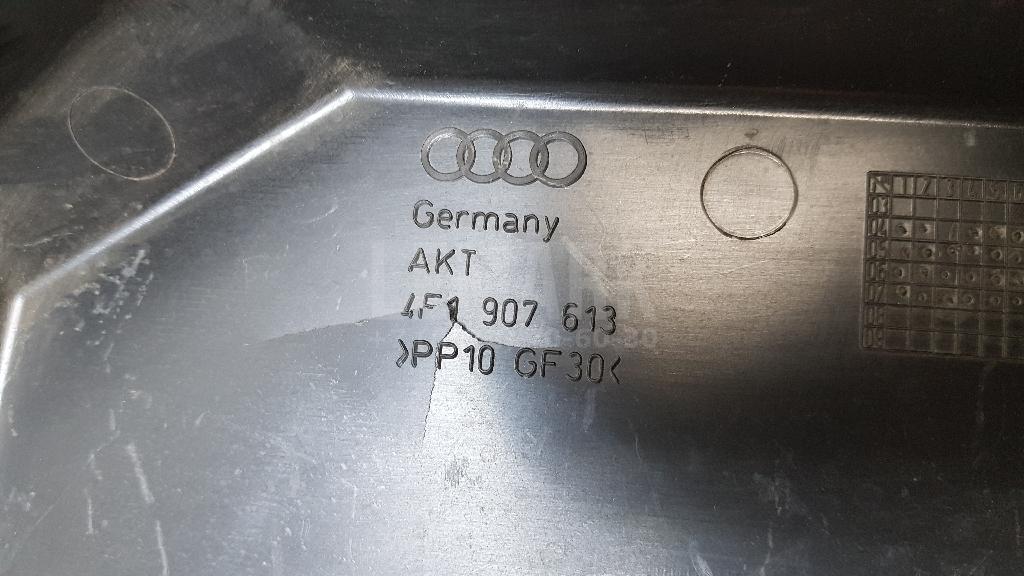 Germany
AKT
4F1 907 613
>PP10 GF30<